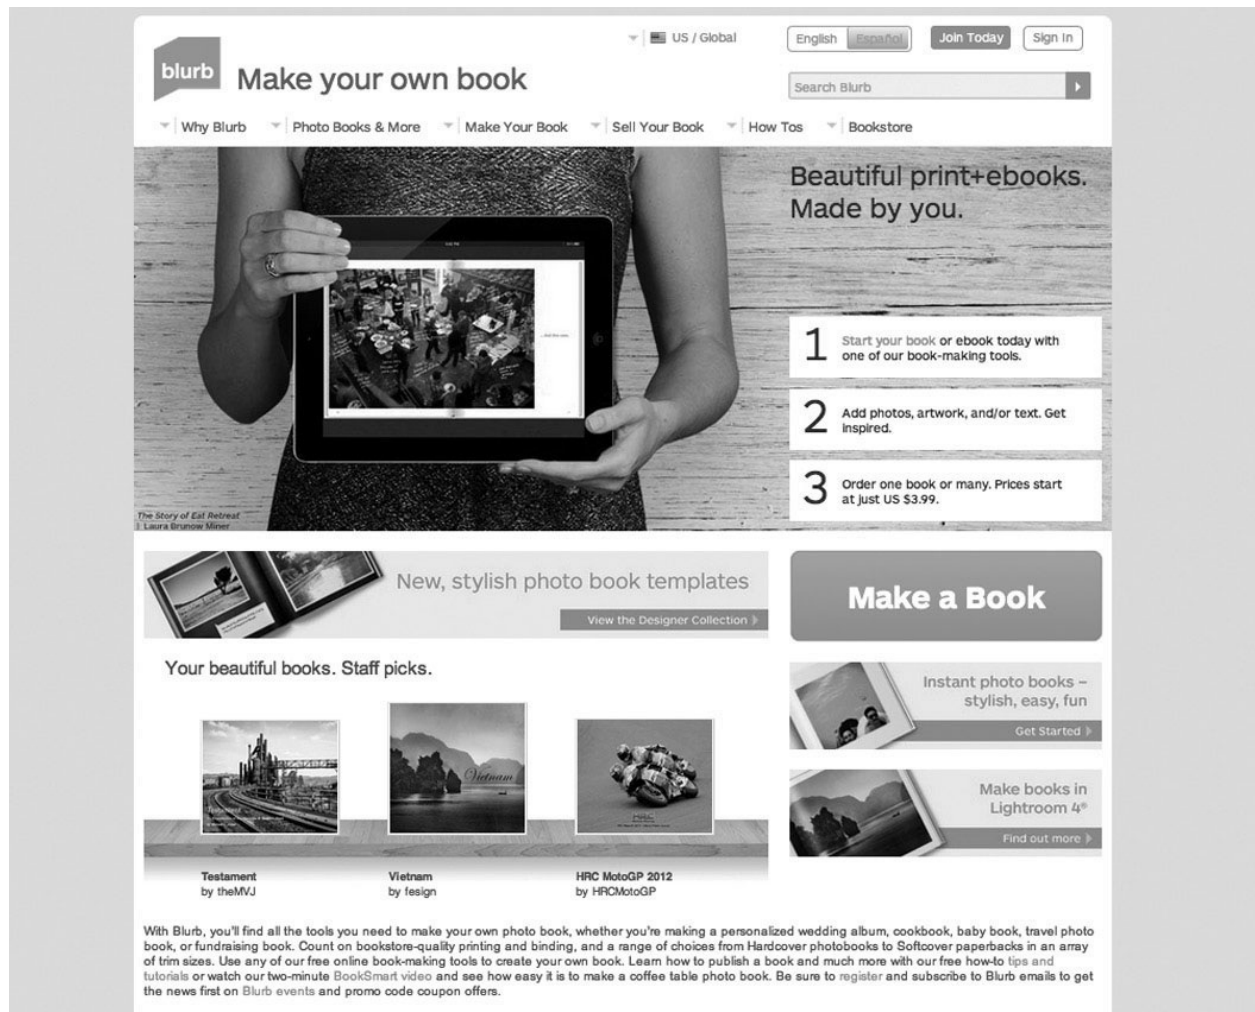 US / Global
English Español
Join Today
Sign In
blurb
Make your own book
Search Blurb
Why Blurb
Photo Books & More
Make Your Book
Sell Your Book
How Tos
Bookstore
Beautiful print+ebooks.
Made by you.
1
Start your book or ebook today with
one of our book-making tools.
2
Add photos, artwork, and/or text. Get
inspired.
3
Order one book or many. Prices start
at just US $3.99.
The Story of Eat Retreat
| Laura Brunow Miner
New, stylish photo book templates
View the Designer Collection
Make a Book
Your beautiful books. Staff picks.
Instant photo books –
stylish, easy, fun
Get Started
Vietnam
HRC
Make books in
Lightroom 4®
Find out more
Testament
by theMVJ
Vietnam
by fesign
HRC MotoGP 2012
by HRCMotoGP
With Blurb, you'll find all the tools you need to make your own photo book, whether you're making a personalized wedding album, cookbook, baby book, travel photo
book, or fundraising book. Count on bookstore-quality printing and binding, and a range of choices from Hardcover photobooks to Softcover paperbacks in an array
of trim sizes. Use any of our free online book-making tools to create your own book. Learn how to publish a book and much more with our free how-to tips and
tutorials or watch our two-minute BookSmart video and see how easy it is to make a coffee table photo book. Be sure to register and subscribe to Blurb emails to get
the news first on Blurb events and promo code coupon offers.